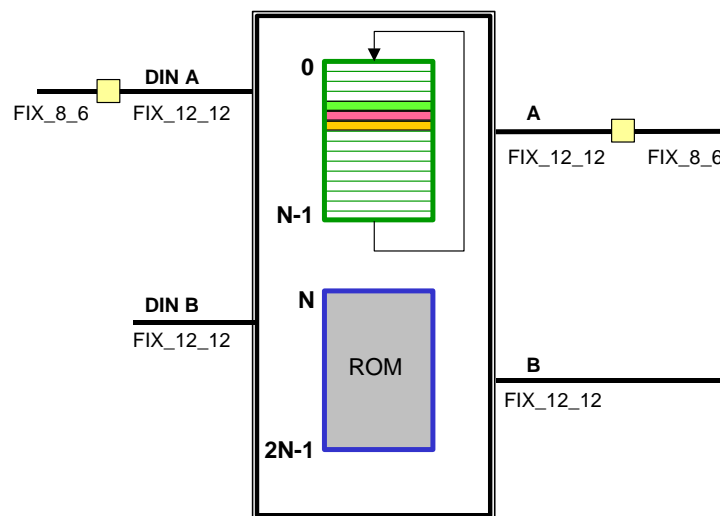 0
DIN A
FIX_8_6
FIX_12_12
A
FIX_12_12
FIX_8_6
N-1
N
DIN B
FIX_12_12
ROM
B
FIX_12_12
2N-1